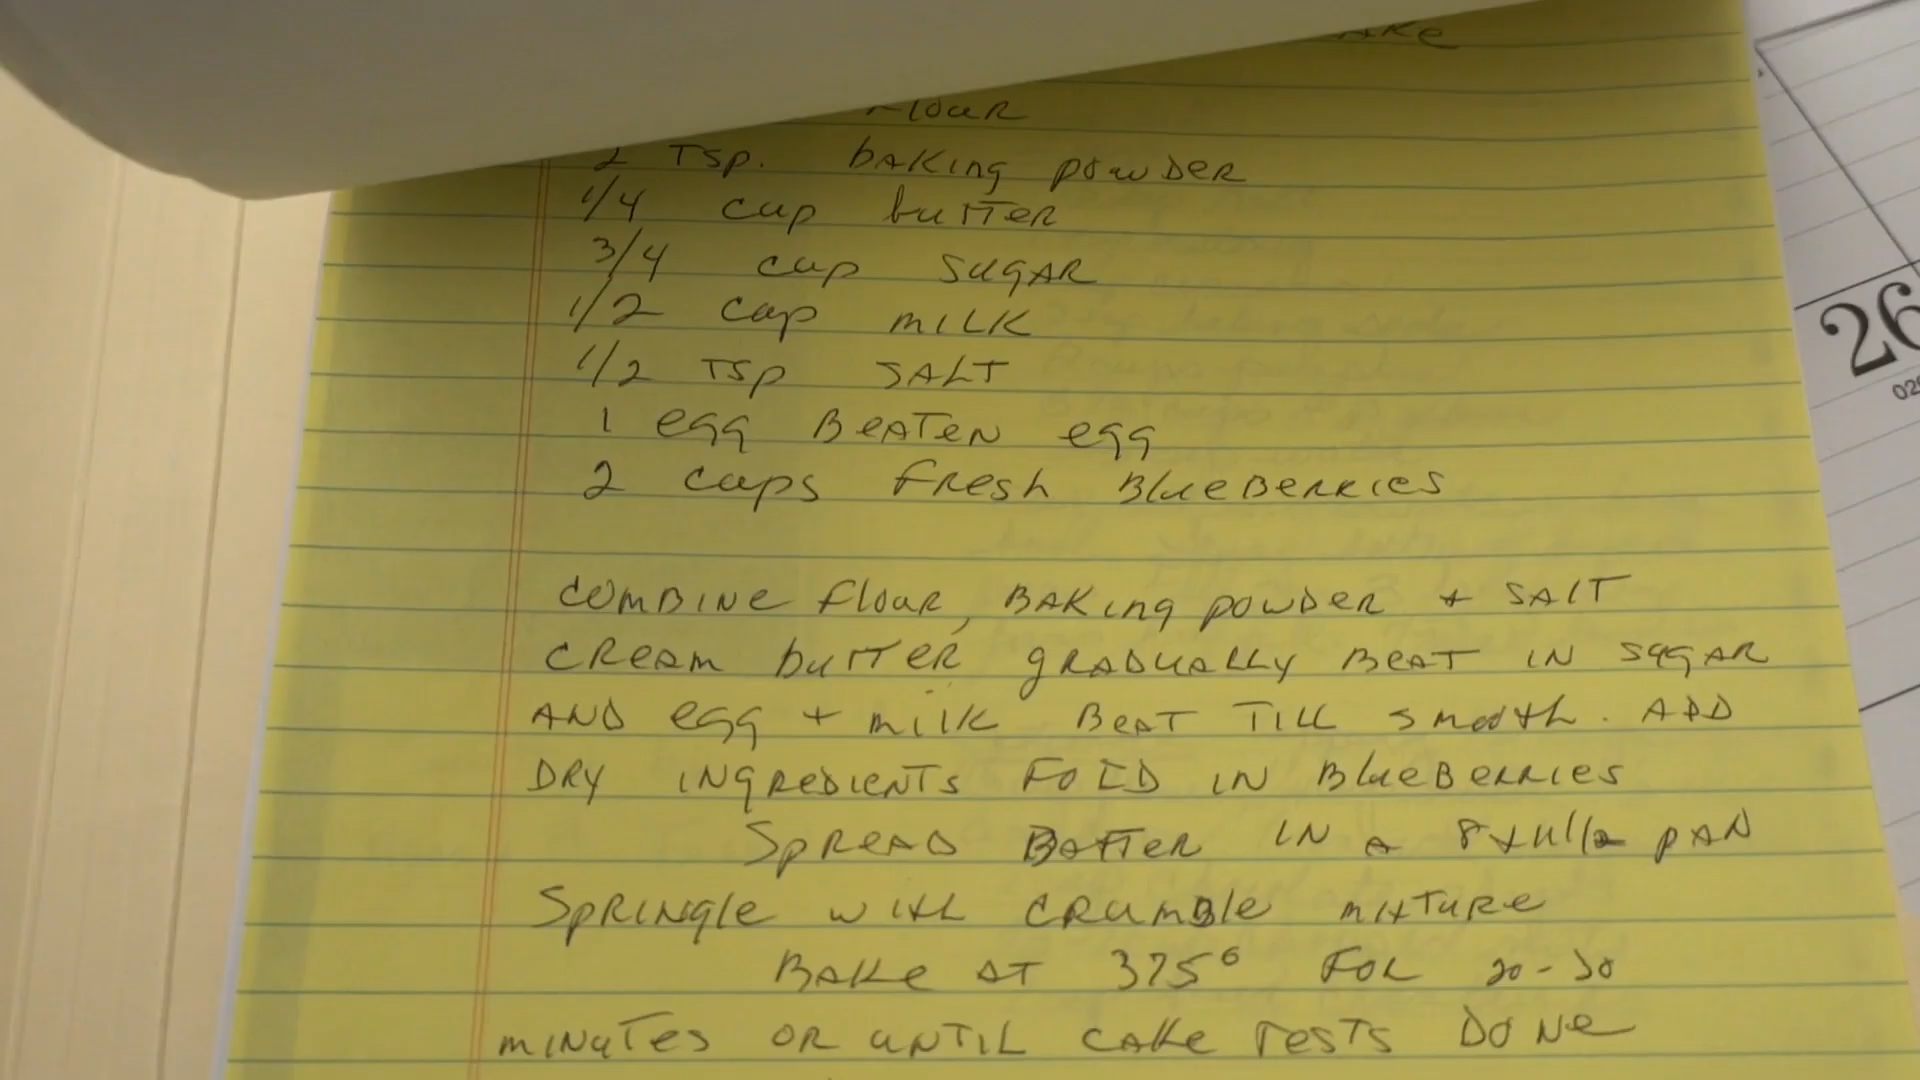 Flour
2 Tsp. baking powder
1/4 cup butter
3/4 cup sugar
1/2 cup milk
1/2 Tsp salt
1 egg Beaten egg
2 cups fresh Blueberries
combine flour, Baking powder + salt
cream butter gradually Beat in sugar
and egg + milk Beat till smooth. Add
Dry ingredients Fold in Blueberries
Spread Batter in a pan
Springle with crumble mixture
Bake at 375° for 20-30
minutes or until cake tests done
26